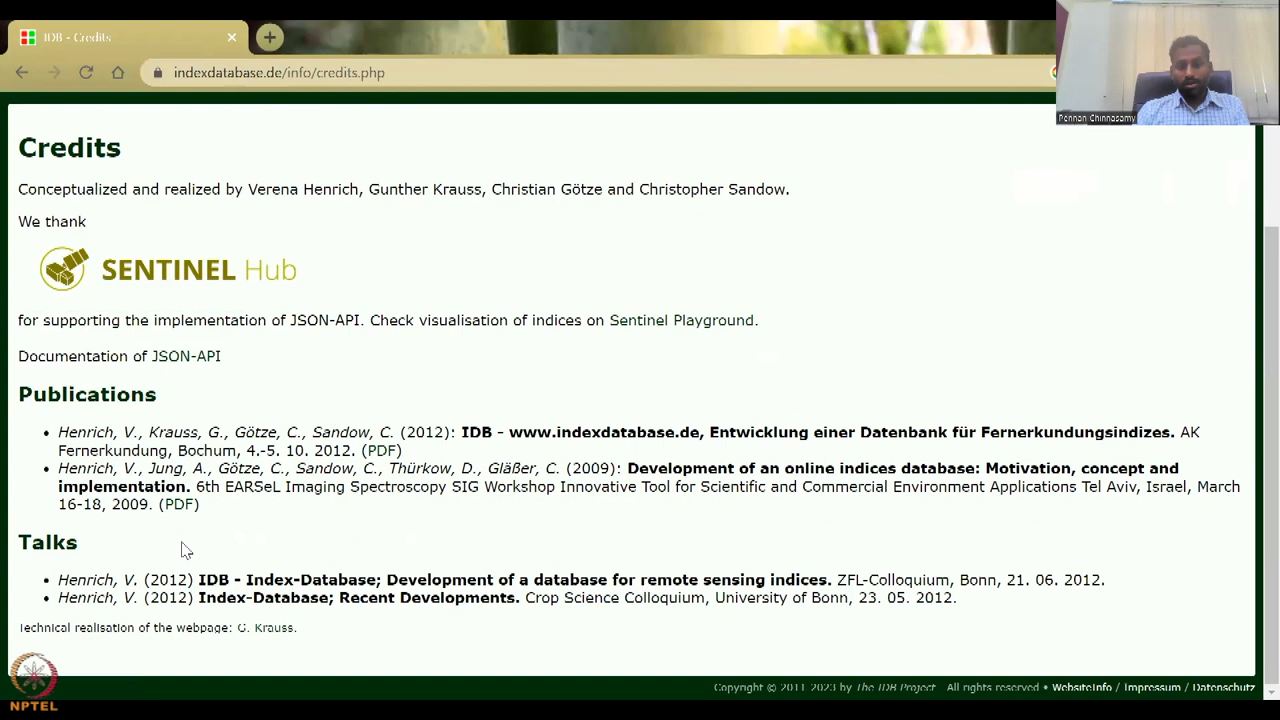 IDB - Credits
indexdatabase.de/info/credits.php
Pennan Chinnasamy
Credits
Conceptualized and realized by Verena Henrich, Gunther Krauss, Christian Götze and Christopher Sandow.
We thank
SENTINEL Hub
for supporting the implementation of JSON-API. Check visualisation of indices on Sentinel Playground.
Documentation of JSON-API
Publications
• Henrich, V., Krauss, G., Götze, C., Sandow, C. (2012): IDB - www.indexdatabase.de, Entwicklung einer Datenbank für Fernerkundungsindizes. AK
Fernerkundung, Bochum, 4.-5. 10. 2012. (PDF)
• Henrich, V., Jung, A., Götze, C., Sandow, C., Thürkow, D., Gläßer, C. (2009): Development of an online indices database: Motivation, concept and
implementation. 6th EARSeL Imaging Spectroscopy SIG Workshop Innovative Tool for Scientific and Commercial Environment Applications Tel Aviv, Israel, March
16-18, 2009. (PDF)
Talks
• Henrich, V. (2012) IDB - Index-Database; Development of a database for remote sensing indices. ZFL-Colloquium, Bonn, 21. 06. 2012.
• Henrich, V. (2012) Index-Database; Recent Developments. Crop Science Colloquium, University of Bonn, 23. 05. 2012.
Technical realisation of the webpage: G. Krauss.
Copyright © 2011-2023 by The IDB Project All rights reserved • WebsiteInfo / Impressum / Datenschutz
NPTEL